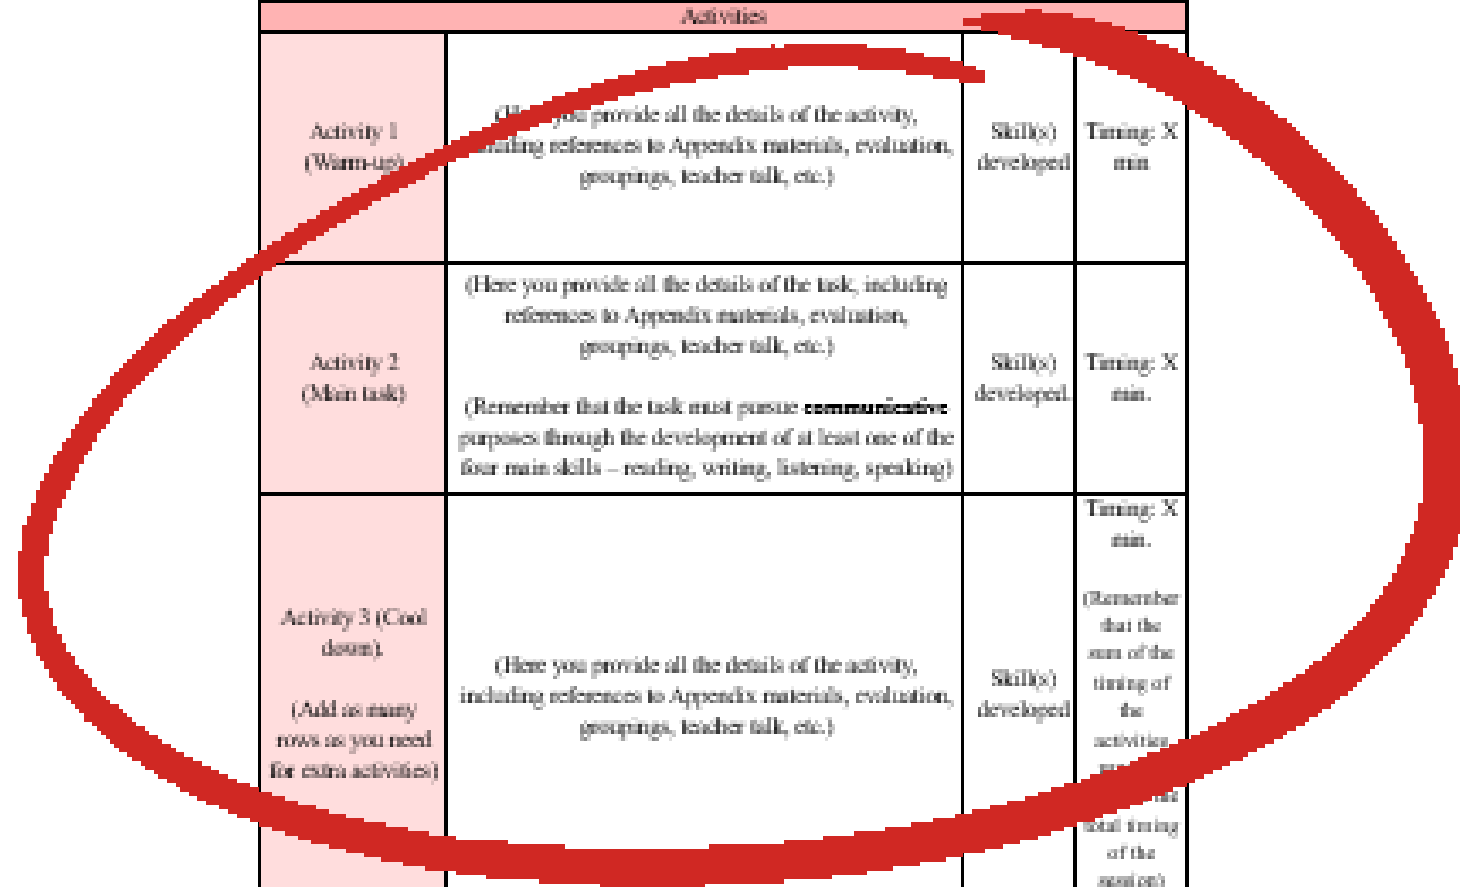 Activities
Activity 1
(Warm-up)
you provide all the details of the activity,
references to Appendix materials, evaluation,
groupings, teacher talk, etc.)
Skill(s)
developed
Timing: X
min
Activity 2
(Main task)
(Here you provide all the details of the task, including
references to Appendix materials, evaluation,
groupings, teacher talk, etc.)
(Remember that the task must pursue communicative
purposes through the development of at least one of the
four main skills – reading, writing, listening, speaking)
Skill(s)
developed.
Timing: X
min.
Activity 3 (Cool
down).
(Add as many
rows as you need
for extra activities)
(Here you provide all the details of the activity,
including references to Appendix materials, evaluation,
groupings, teacher talk, etc.)
Skill(s)
developed
Timing: X
min.
(Remember
that the
sum of the
timing of
the
activities
total timing
of the
session)